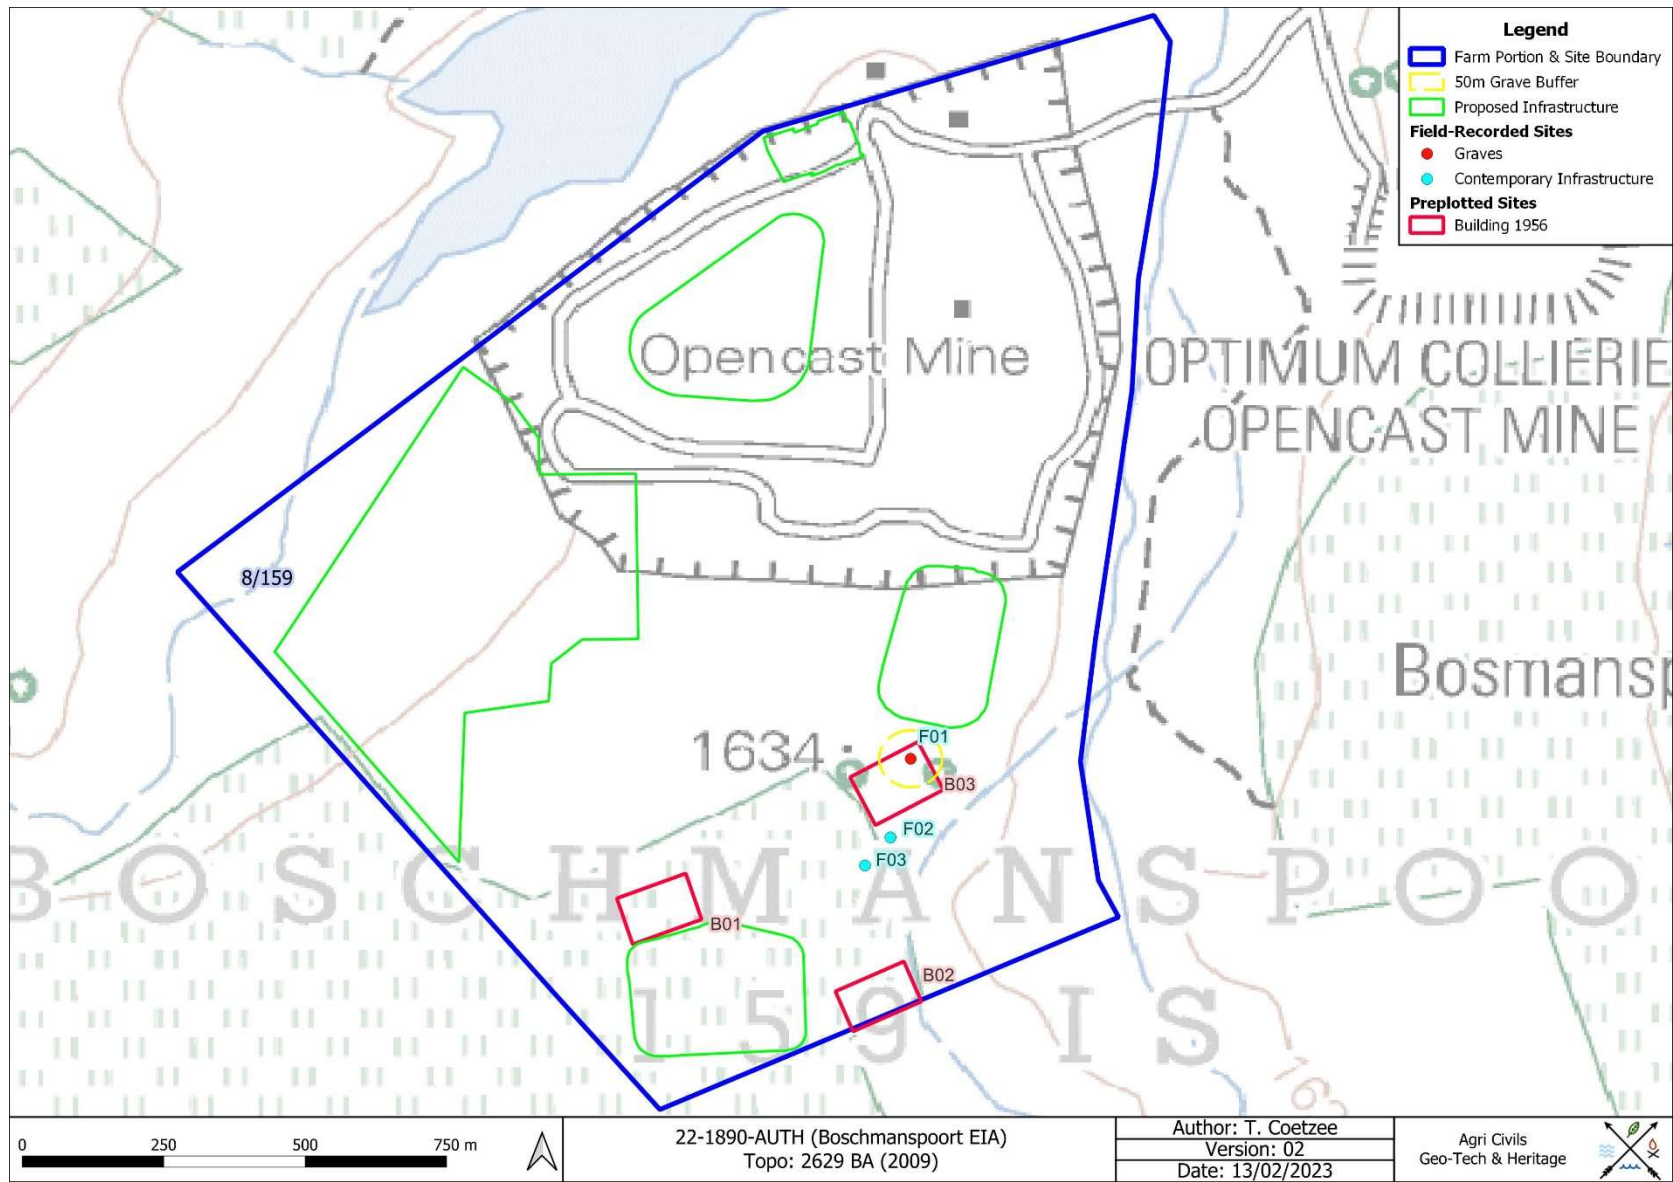 Legend
Farm Portion & Site Boundary
50m Grave Buffer
Proposed Infrastructure
Field-Recorded Sites
Graves
Contemporary Infrastructure
Preplotted Sites
Building 1956
Opencast Mine
OPTIMUM COLLIERIE
OPENCAST MINE
8/159
Bosmansp
1634
F01
B03
F02
F03
BOSCHMANSPOO
B01
B02
159 IS
163
0 250 500 750 m
22-1890-AUTH (Boschmanspoort EIA)
Topo: 2629 BA (2009)
Author: T. Coetzee
Version: 02
Date: 13/02/2023
Agri Civils
Geo-Tech & Heritage